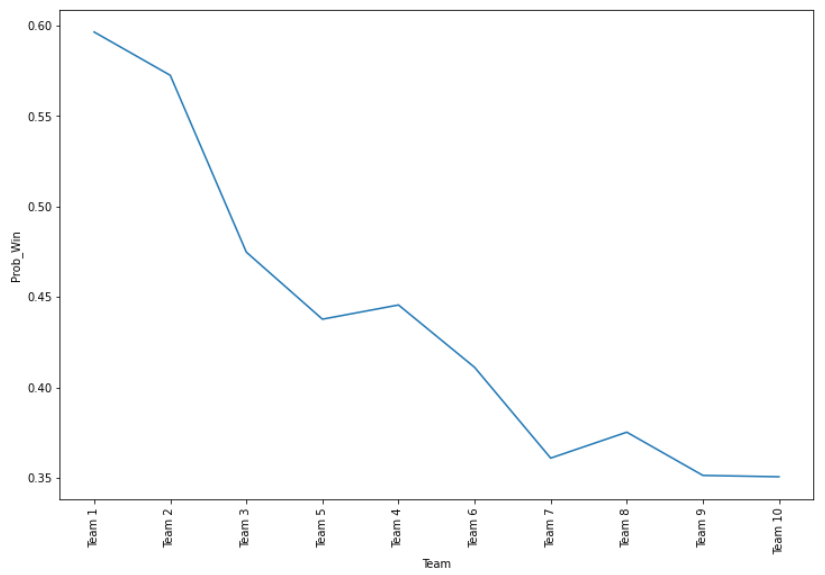 0.60
0.55
0.50
0.45
0.40
0.35
Prob_Win
Team 1
Team 2
Team 3
Team 5
Team 4
Team 6
Team 7
Team 8
Team 9
Team 10
Team